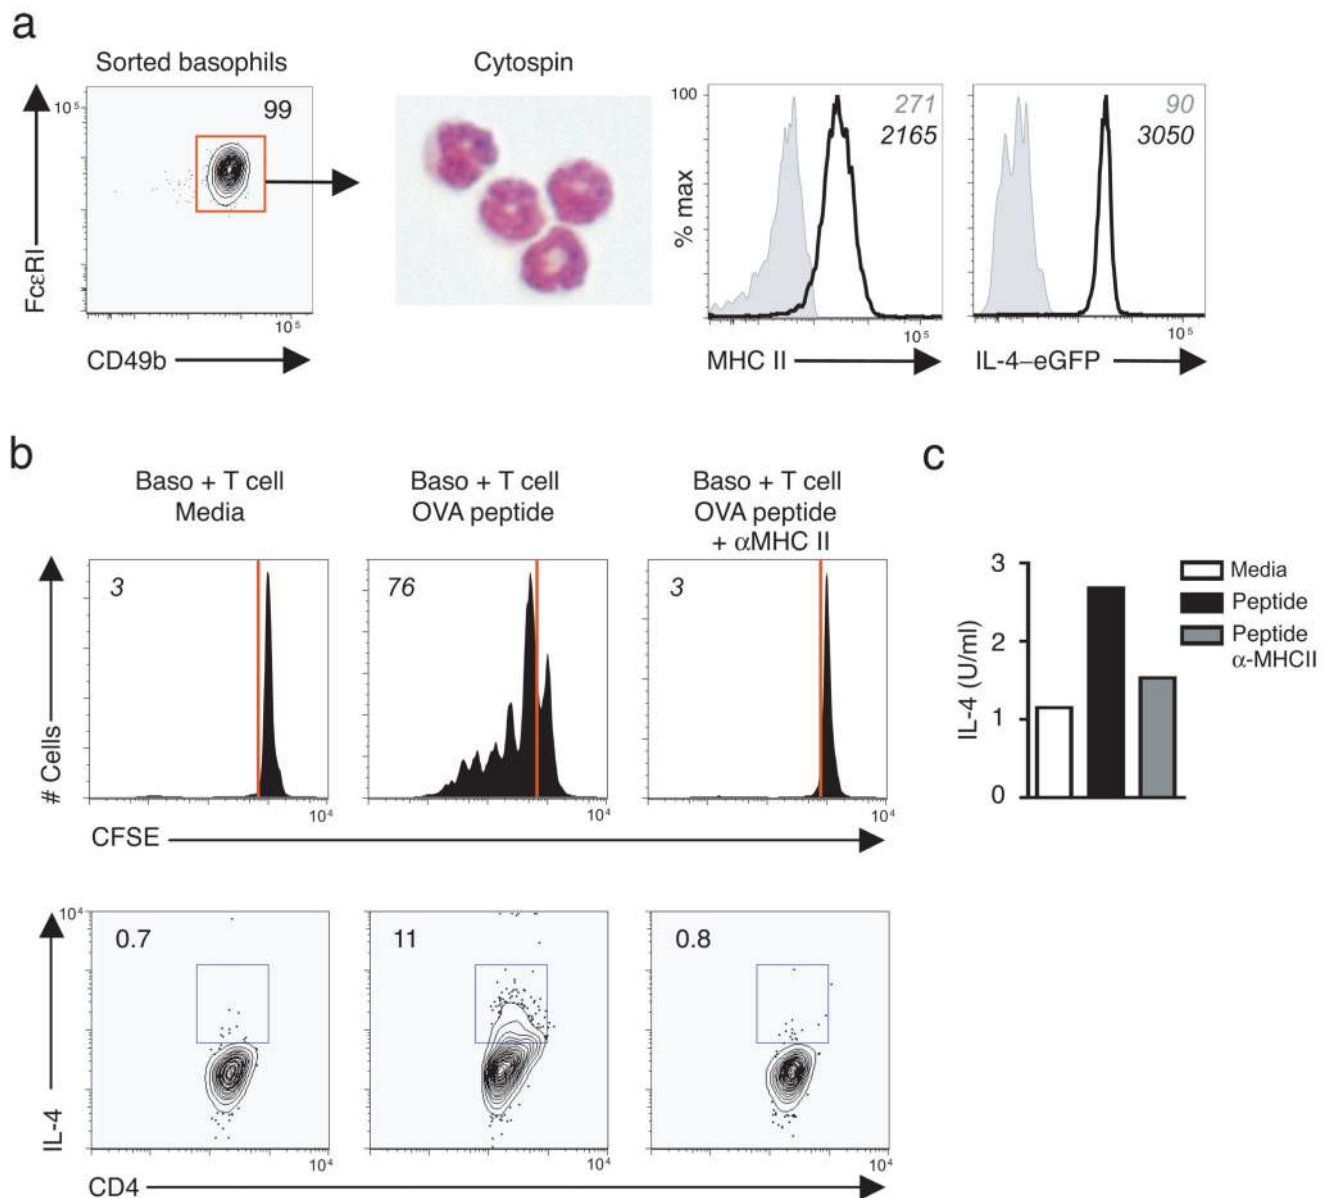 a
Sorted basophils
Cytospin
10⁵
99
FcεRI
10⁵
CD49b
100
271
2165
% max
10⁵
MHC II
90
3050
10⁵
IL-4–eGFP
b
Baso + T cell
Media
Baso + T cell
OVA peptide
Baso + T cell
OVA peptide
+ αMHC II
# Cells
3
10⁴
76
10⁴
3
10⁴
CFSE
10⁴
IL-4
0.7
10⁴
11
10⁴
0.8
10⁴
CD4
c
IL-4 (U/ml)
3
2
1
0
Media
Peptide
Peptide
α-MHCII